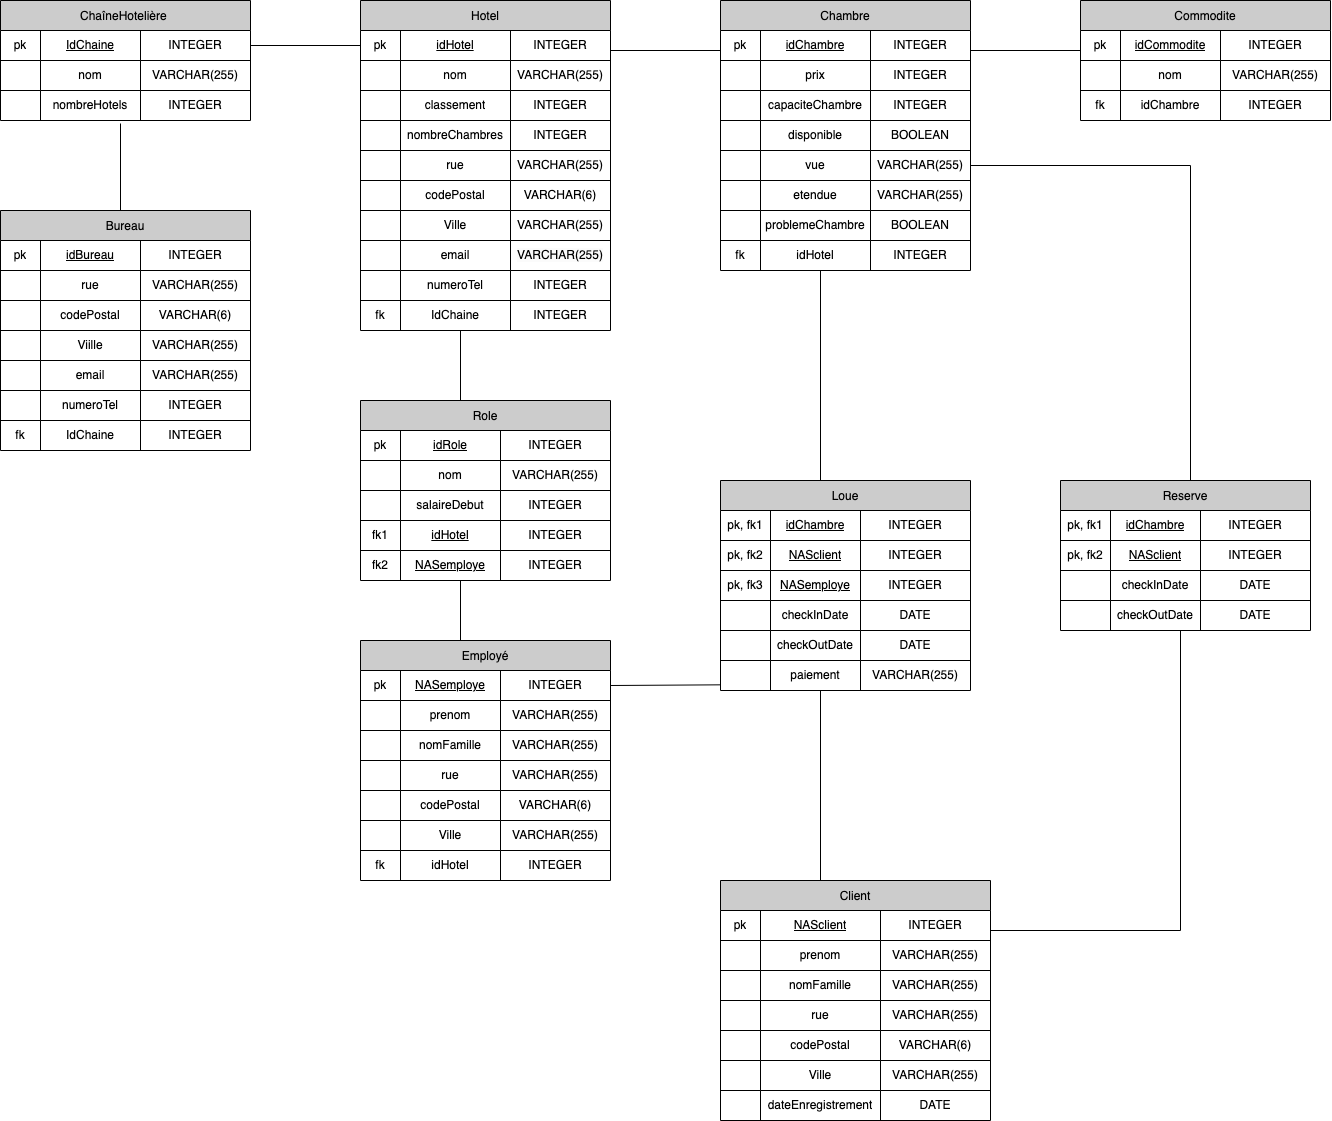 ChaîneHotelière
pk IdChaine INTEGER
nom VARCHAR(255)
nombreHotels INTEGER
Hotel
pk idHotel INTEGER
nom VARCHAR(255)
classement INTEGER
nombreChambres INTEGER
rue VARCHAR(255)
codePostal VARCHAR(6)
Ville VARCHAR(255)
email VARCHAR(255)
numeroTel INTEGER
fk IdChaine INTEGER
Chambre
pk idChambre INTEGER
prix INTEGER
capaciteChambre INTEGER
disponible BOOLEAN
vue VARCHAR(255)
etendue VARCHAR(255)
problemeChambre BOOLEAN
fk idHotel INTEGER
Commodite
pk idCommodite INTEGER
nom VARCHAR(255)
fk idChambre INTEGER
Bureau
pk idBureau INTEGER
rue VARCHAR(255)
codePostal VARCHAR(6)
Viille VARCHAR(255)
email VARCHAR(255)
numeroTel INTEGER
fk IdChaine INTEGER
Role
pk idRole INTEGER
nom VARCHAR(255)
salaireDebut INTEGER
fk1 idHotel INTEGER
fk2 NASemploye INTEGER
Loue
pk, fk1 idChambre INTEGER
pk, fk2 NASclient INTEGER
pk, fk3 NASemploye INTEGER
checkInDate DATE
checkOutDate DATE
paiement VARCHAR(255)
Reserve
pk, fk1 idChambre INTEGER
pk, fk2 NASclient INTEGER
checkInDate DATE
checkOutDate DATE
Employé
pk NASemploye INTEGER
prenom VARCHAR(255)
nomFamille VARCHAR(255)
rue VARCHAR(255)
codePostal VARCHAR(6)
Ville VARCHAR(255)
fk idHotel INTEGER
Client
pk NASclient INTEGER
prenom VARCHAR(255)
nomFamille VARCHAR(255)
rue VARCHAR(255)
codePostal VARCHAR(6)
Ville VARCHAR(255)
dateEnregistrement DATE